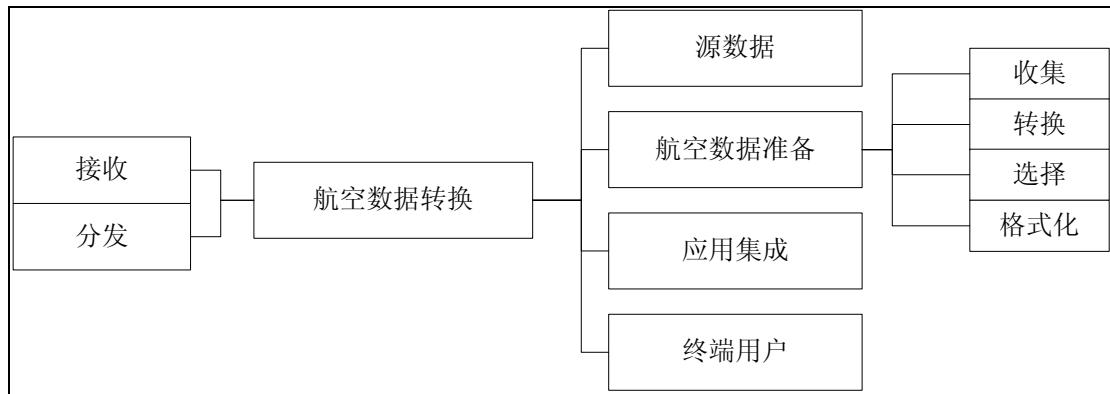 接收
分发
航空数据转换
源数据
航空数据准备
应用集成
终端用户
收集
转换
选择
格式化